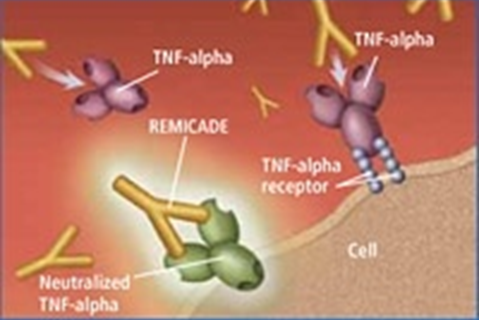 TNF-alpha
TNF-alpha
REMICADE
TNF-alpha
receptor
Cell
Neutralized
TNF-alpha